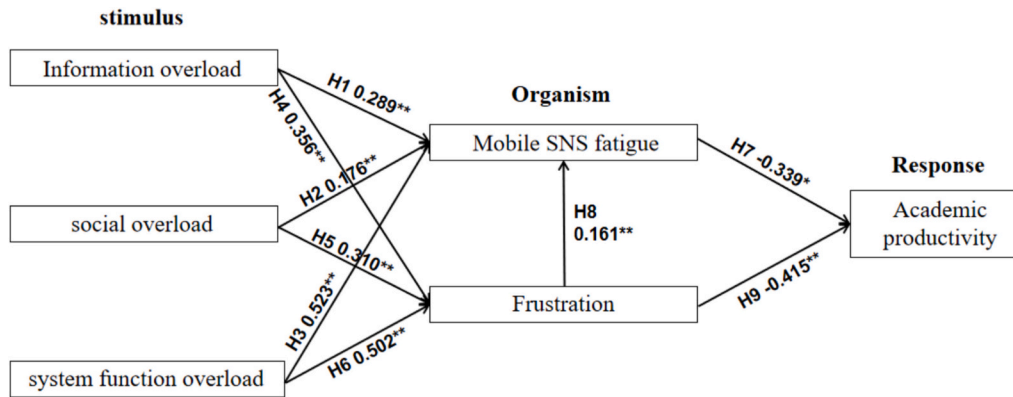 stimulus
Information overload
H1 0.289**
H4 0.356**
Organism
Mobile SNS fatigue
H7 -0.339*
Response
H2 0.176**
social overload
H8
0.161**
Academic
productivity
H5 0.310**
H3 0.523**
Frustration
H9 -0.415**
H6 0.502**
system function overload